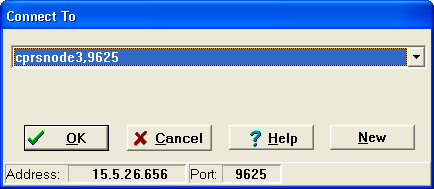 Connect To
cprsnode3,9625
OK Cancel Help New
Address: 15.5.26.656 Port: 9625